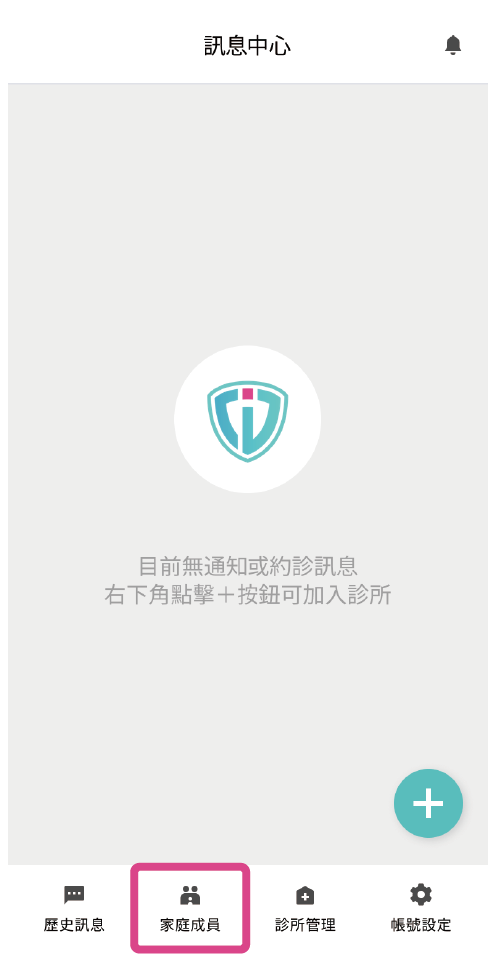 訊息中心
目前無通知或約診訊息
右下角點擊＋按鈕可加入診所
歷史訊息
家庭成員
診所管理
帳號設定